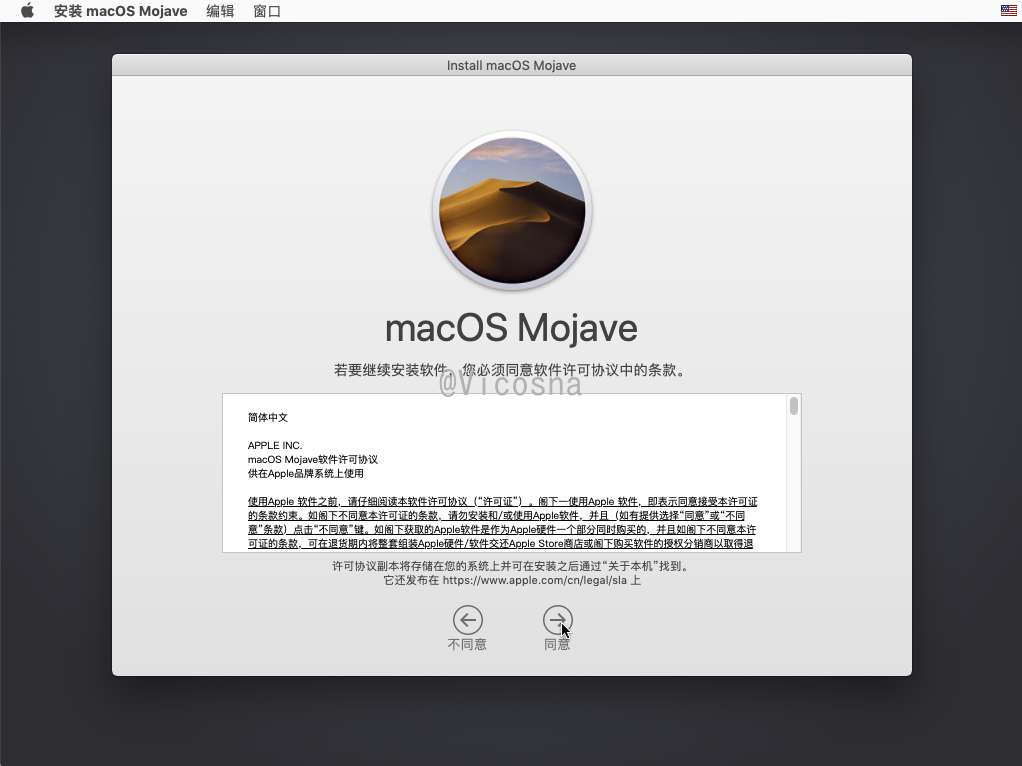 安装 macOS Mojave 编辑 窗口
Install macOS Mojave
macOS Mojave
若要继续安装软件，您必须同意软件许可协议中的条款。
@Vicosna
简体中文
APPLE INC.
macOS Mojave软件许可协议
供在Apple品牌系统上使用
使用Apple 软件之前，请仔细阅读本软件许可协议（“许可证”）。阁下一使用Apple 软件，即表示同意接受本许可证
的条款约束。如阁下不同意本许可证的条款，请勿安装和/或使用Apple软件，并且（如有提供选择“同意”或“不同
意”条款）点击“不同意”键。如阁下获取的Apple软件是作为Apple硬件一个部分同时购买的，并且如阁下不同意本许
可证的条款，可在退货期内将整套组装Apple硬件/软件交还Apple Store商店或阁下购买软件的授权分销商以取得退
许可协议副本将存储在您的系统上并可在安装之后通过“关于本机”找到。
它还发布在 https://www.apple.com/cn/legal/sla 上
不同意 同意